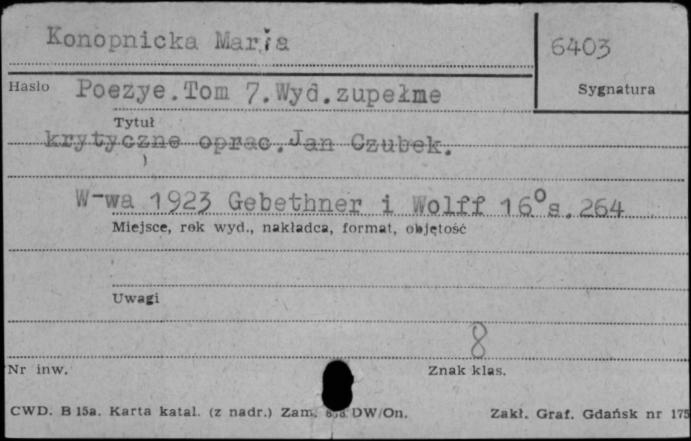 Konopnicka Maria
6403
Hasło Poezye.Tom 7.Wyd.zupełne
Sygnatura
Tytuł
krytyczne oprac.Jan Czubek.
W-wa 1923 Gebethner i Wolff 16°s.264
Miejsce, rok wyd., nakładca, format, objętość
Uwagi
8
Nr inw.
Znak klas.
CWD. B 15a. Karta katal. (z nadr.) Zam. DW/On.
Zakł. Graf. Gdańsk nr 175